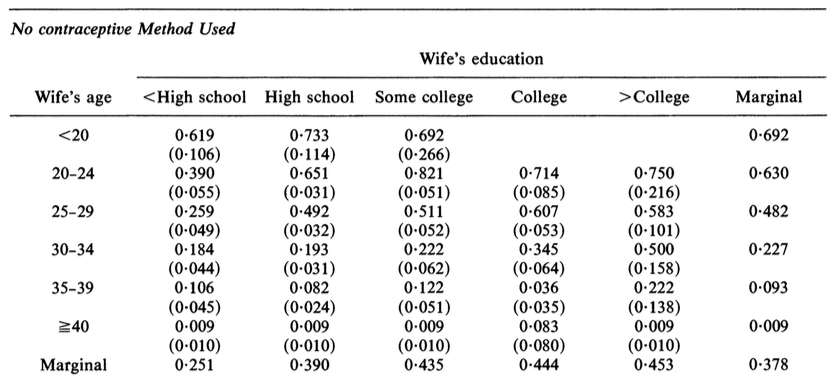 No contraceptive Method Used
Wife's education
Wife's age <High school High school Some college College >College Marginal
<20 0·619 0·733 0·692 0·692
(0·106) (0·114) (0·266)
20–24 0·390 0·651 0·821 0·714 0·750 0·630
(0·055) (0·031) (0·051) (0·085) (0·216)
25–29 0·259 0·492 0·511 0·607 0·583 0·482
(0·049) (0·032) (0·052) (0·053) (0·101)
30–34 0·184 0·193 0·222 0·345 0·500 0·227
(0·044) (0·031) (0·062) (0·064) (0·158)
35–39 0·106 0·082 0·122 0·036 0·222 0·093
(0·045) (0·024) (0·051) (0·035) (0·138)
≧40 0·009 0·009 0·009 0·083 0·009 0·009
(0·010) (0·010) (0·010) (0·080) (0·010)
Marginal 0·251 0·390 0·435 0·444 0·453 0·378